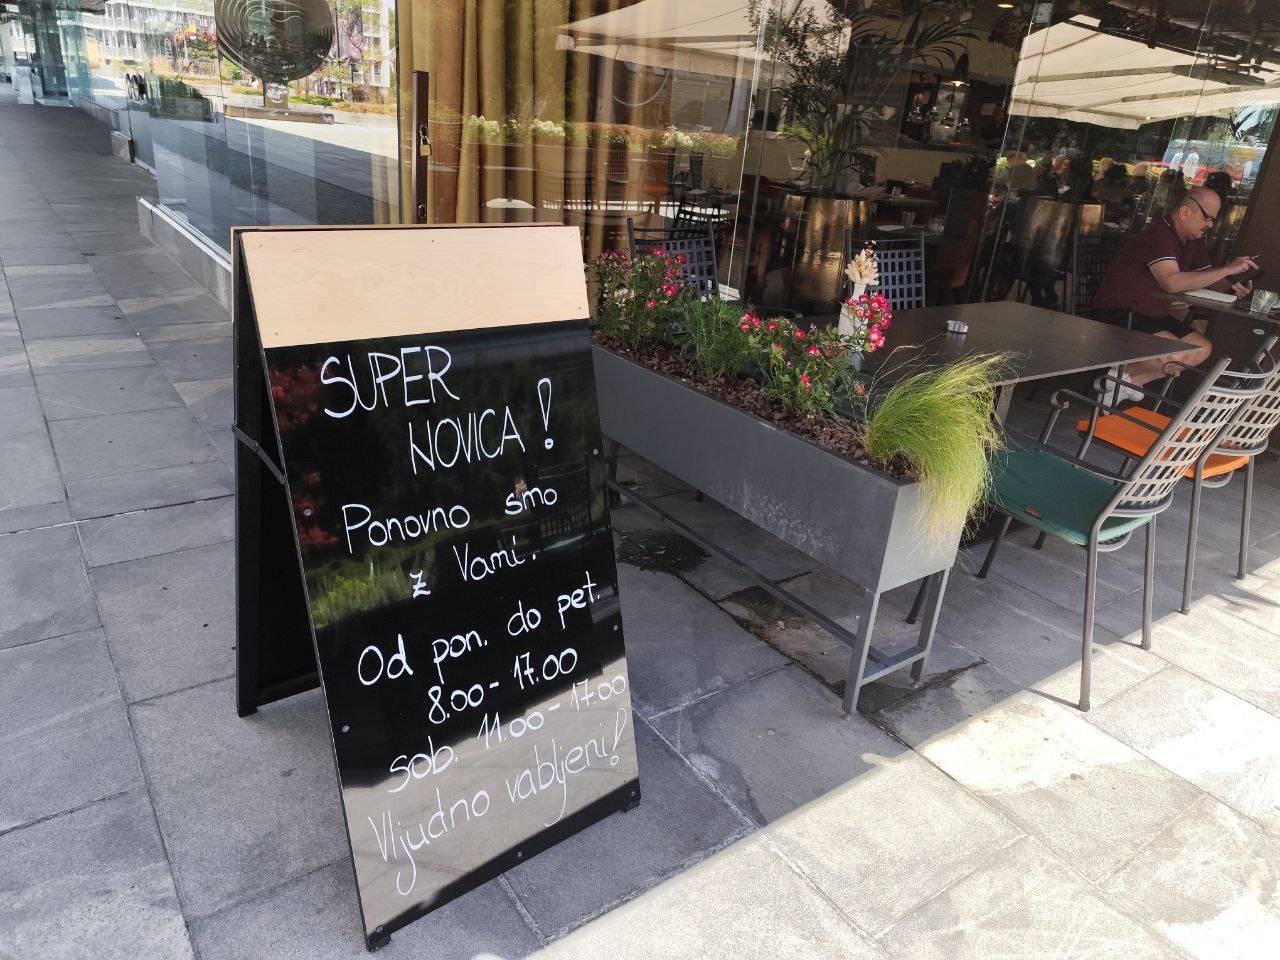 SUPER
NOVICA!
Ponovno smo
z Vami.
Od pon. do pet.
8.00 - 17.00
sob. 11.00 - 17.00
Vljudno vabljeni!